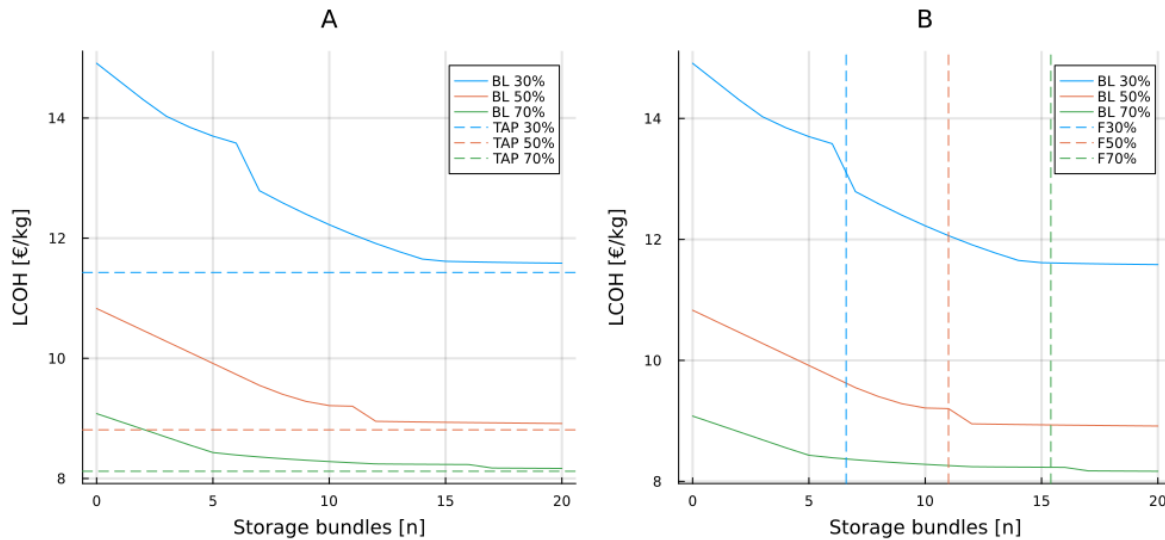 A
BL 30%
BL 50%
BL 70%
TAP 30%
TAP 50%
TAP 70%
LCOH [€/kg]
14
12
10
8
0
5
10
15
20
Storage bundles [n]
B
BL 30%
BL 50%
BL 70%
F30%
F50%
F70%
LCOH [€/kg]
14
12
10
8
0
5
10
15
20
Storage bundles [n]